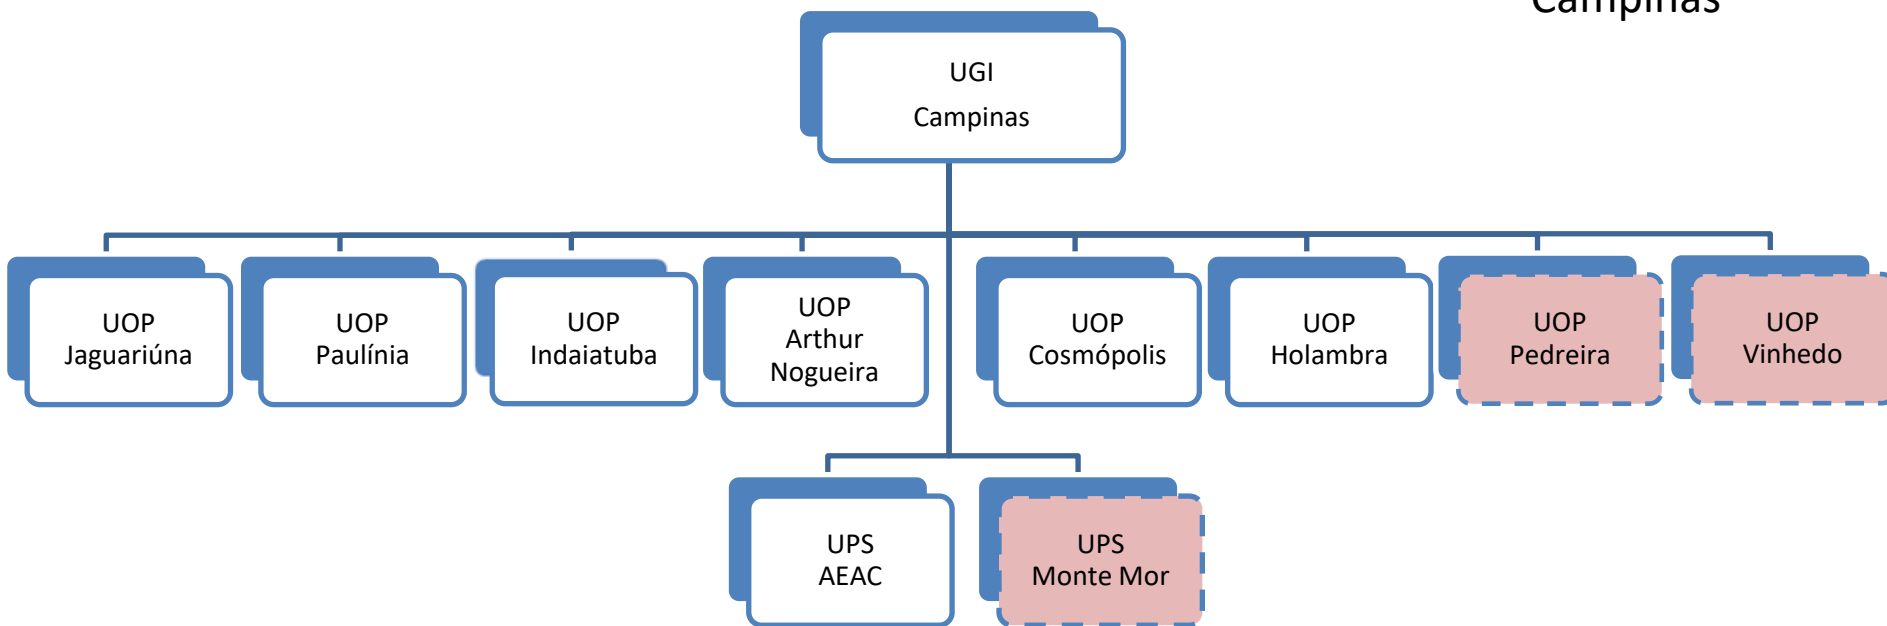 Campinas
UGI
Campinas
UOP
Jaguariúna
UOP
Paulínia
UOP
Indaiatuba
UOP
Arthur
Nogueira
UOP
Cosmópolis
UOP
Holambra
UOP
Pedreira
UOP
Vinhedo
UPS
AEAC
UPS
Monte Mor